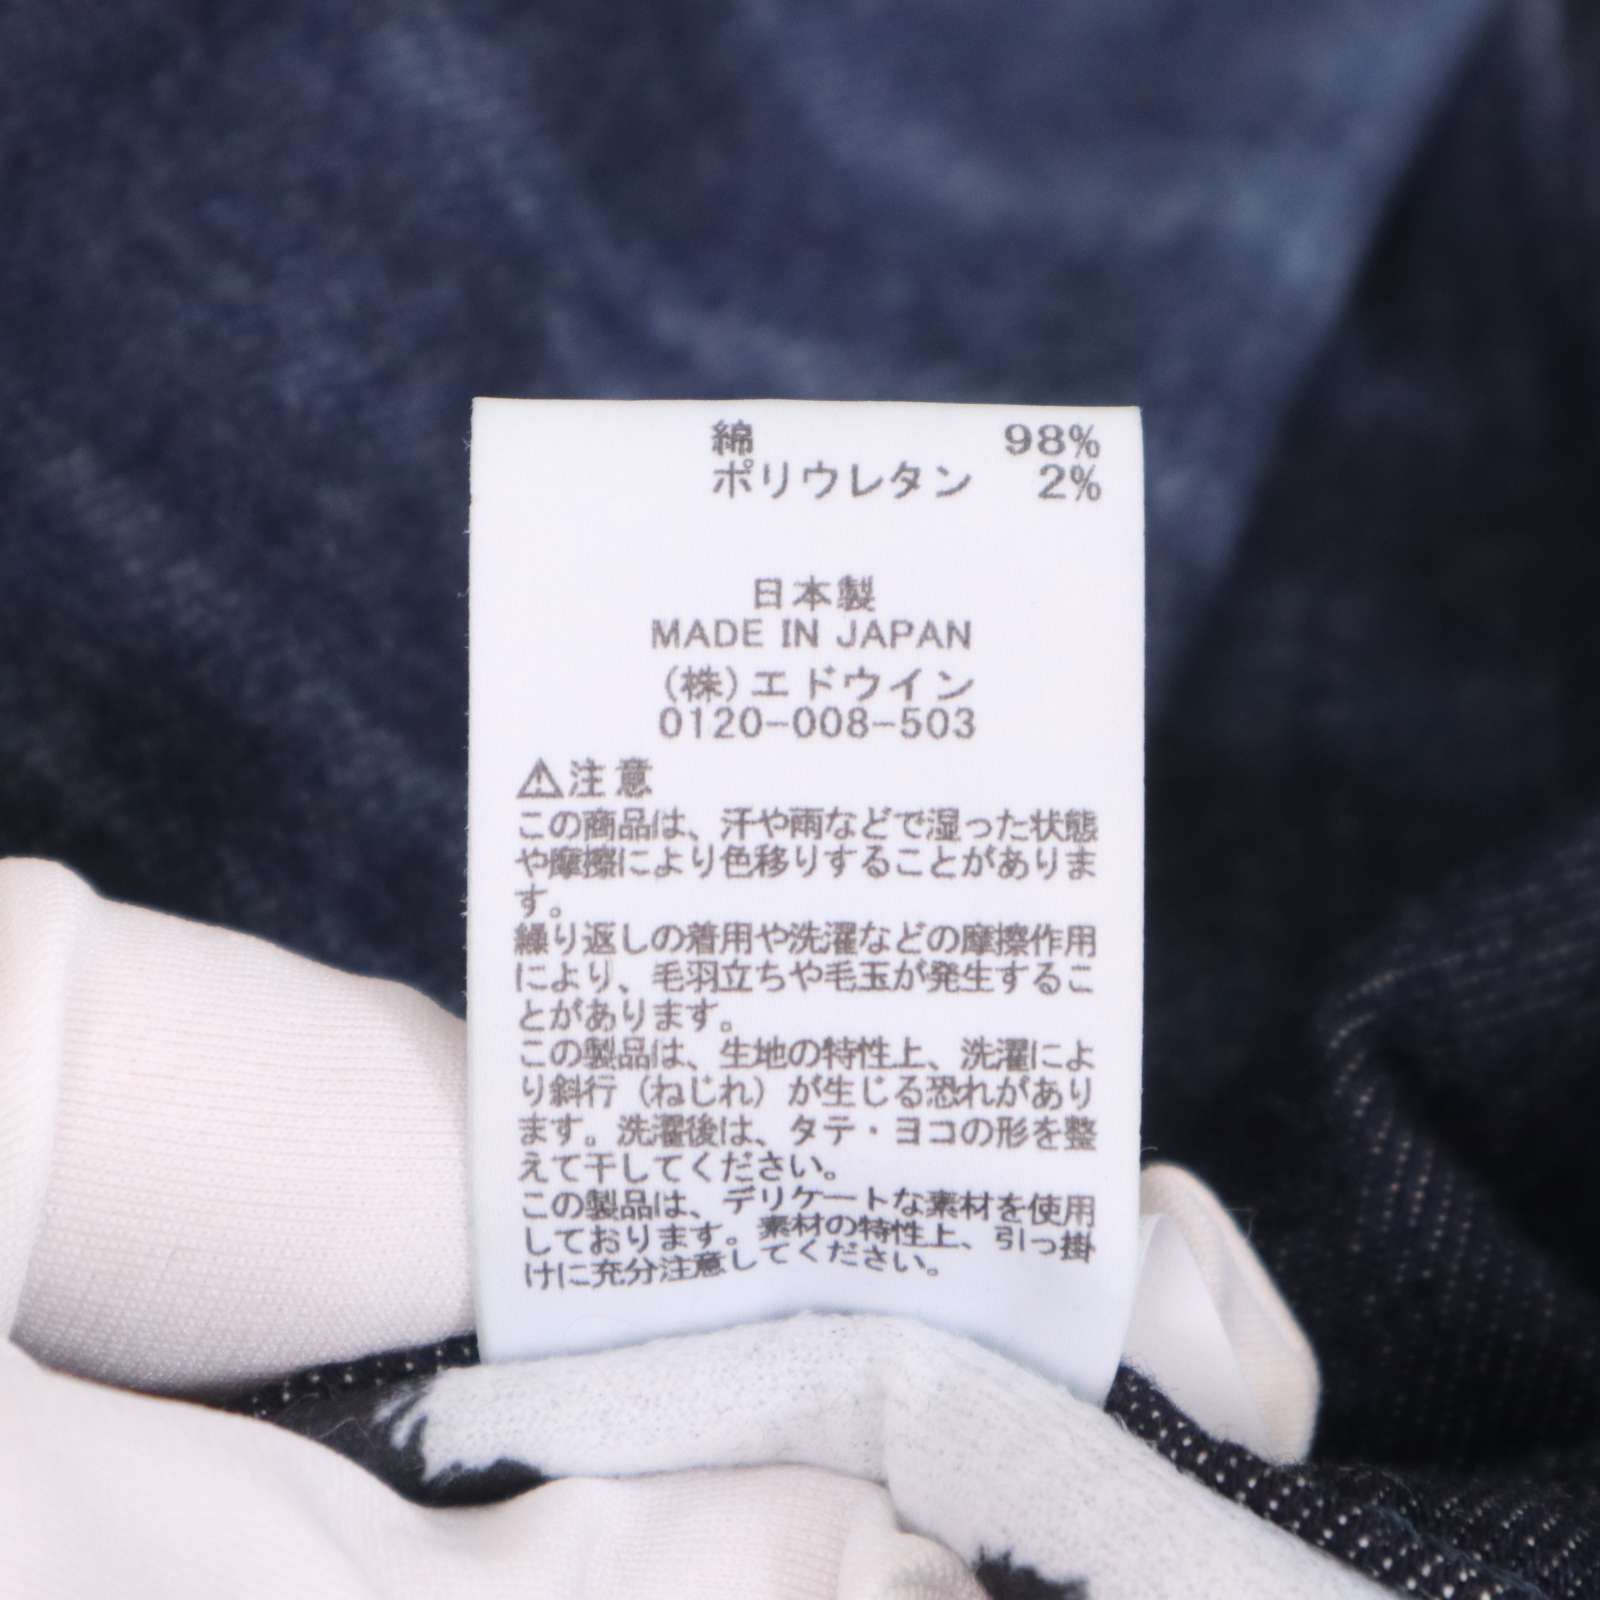 綿 98%
ポリウレタン 2%
日本製
MADE IN JAPAN
(株)エドウイン
0120-008-503
⚠注意
この商品は、汗や雨などで湿った状態
や摩擦により色移りすることがありま
す。
繰り返しの着用や洗濯などの摩擦作用
により、毛羽立ちや毛玉が発生するこ
とがあります。
この製品は、生地の特性上、洗濯によ
り斜行（ねじれ）が生じる恐れがあり
ます。洗濯後は、タテ・ヨコの形を整
えて干してください。
この製品は、デリケートな素材を使用
しております。素材の特性上、引っ掛
けに充分注意してください。